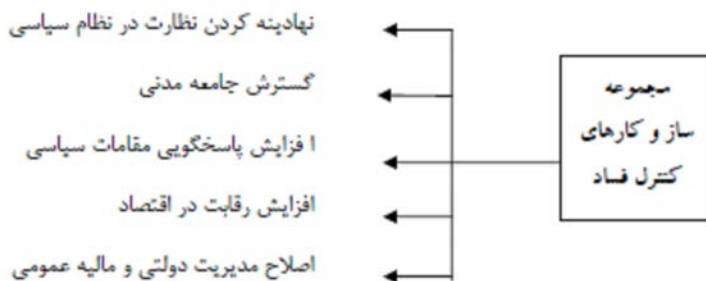 مجموعه
ساز و کارهای
کنترل فساد
نهادینه کردن نظارت در نظام سیاسی
گسترش جامعه مدنی
ا فزایش پاسخگویی مقامات سیاسی
افزایش رقابت در اقتصاد
اصلاح مدیریت دولتی و مالیه عمومی